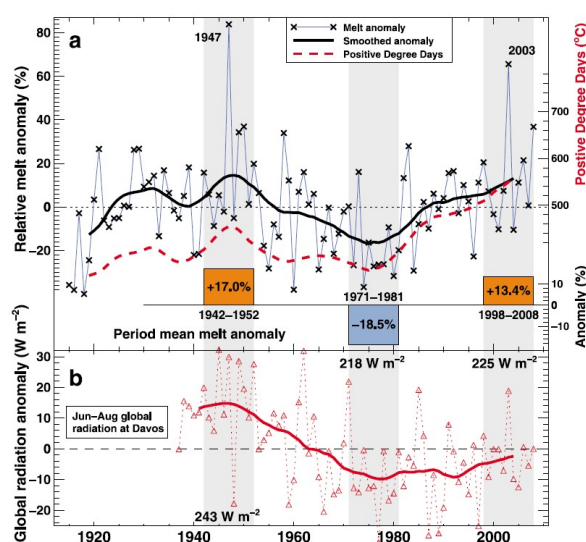 a
1947
2003
Melt anomaly
Smoothed anomaly
Positive Degree Days
Relative melt anomaly (%)
80
60
40
20
0
−20
Positive Degree Days (°C)
700
600
500
Anomaly (%)
10
0
−10
+17.0%
1942−1952
1971−1981
−18.5%
+13.4%
1998−2008
Period mean melt anomaly
b
218 W m−2
225 W m−2
Jun−Aug global
radiation at Davos
243 W m−2
Global radiation anomaly (W m−2)
30
20
10
0
−10
−20
1920
1940
1960
1980
2000